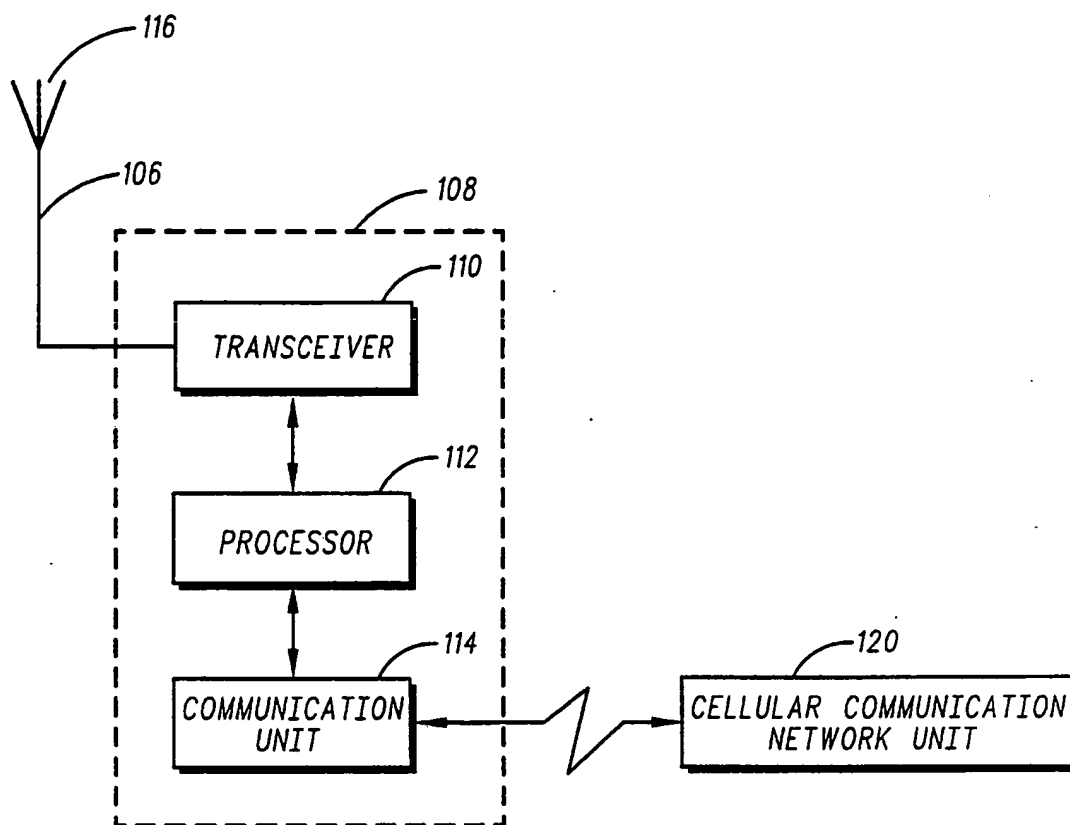 116
106
108
110
TRANSCEIVER
112
PROCESSOR
114
COMMUNICATION
UNIT
120
CELLULAR COMMUNICATION
NETWORK UNIT